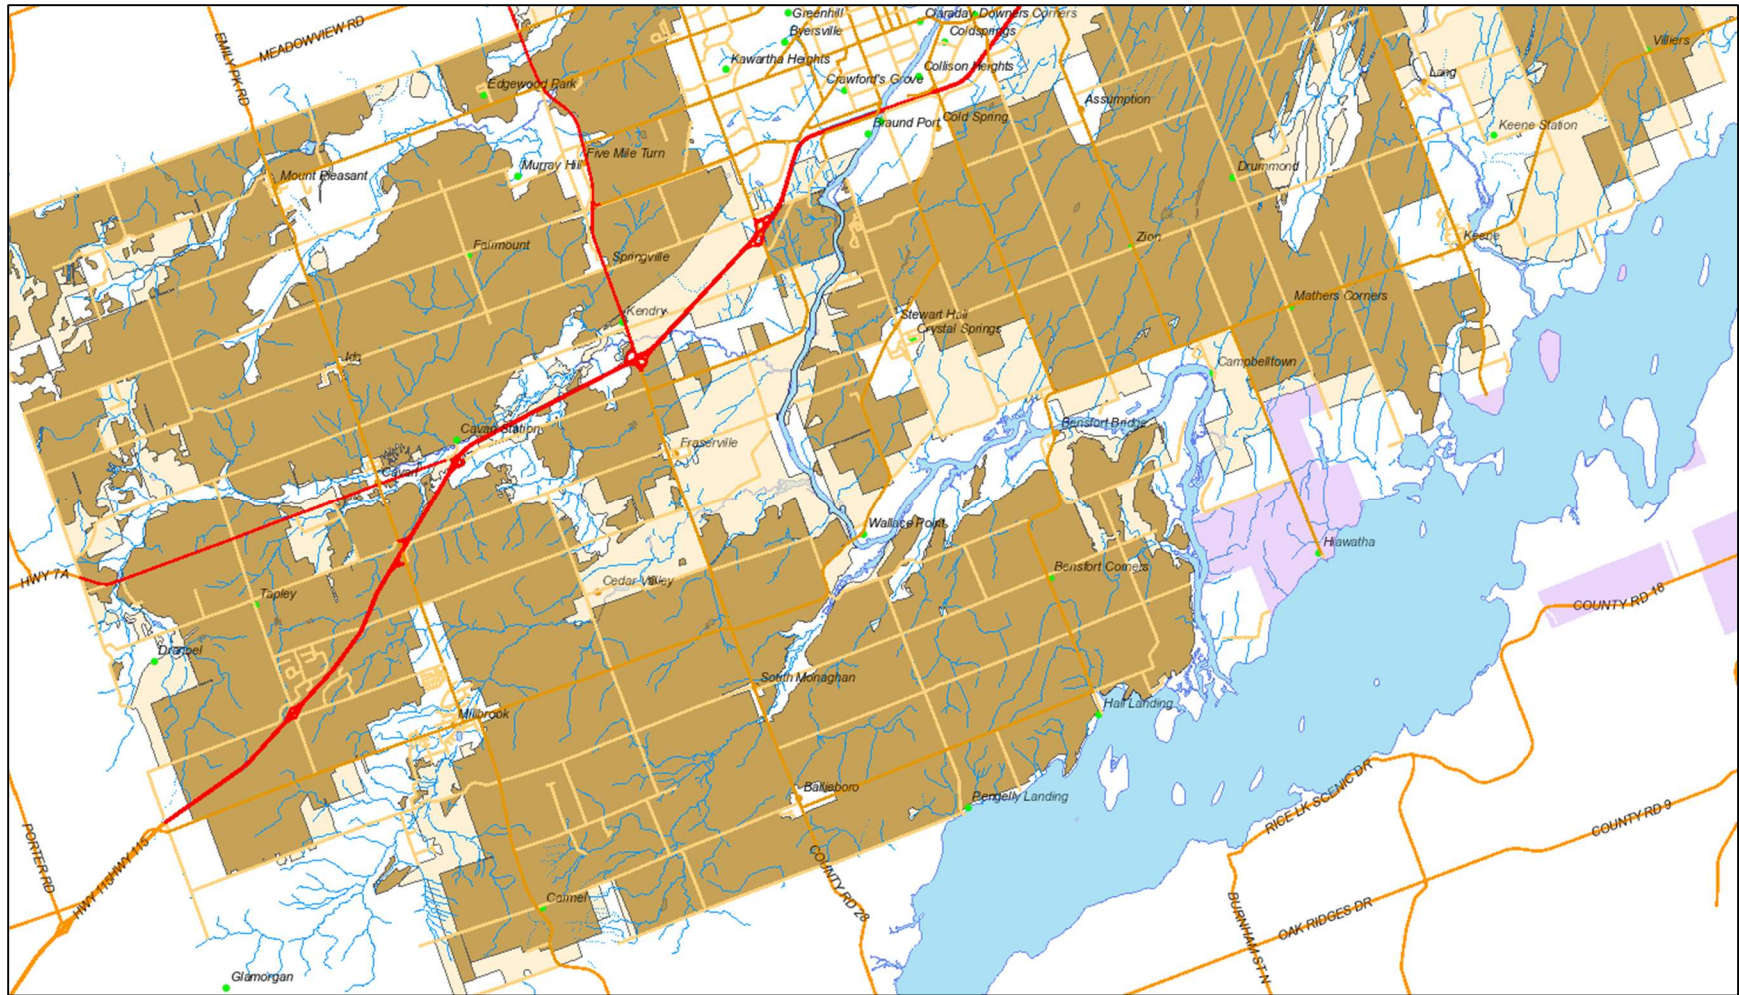 Greenhill
Claraday Downers Corners
EMILY PK RD
MEADOWVIEW RD
Byersville
Coldsprings
Villiers
Kawartha Heights
Collison Heights
Lang
Edgewood Park
Crawford's Grove
Assumption
Braund Port
Cold Spring
Keene Station
Five Mile Turn
Murray Hill
Drummond
Mount Pleasant
Fairmount
Zion
Keene
Springville
Mathers Corners
Kendry
Stewart Hall
Crystal Springs
Ida
Campbelltown
Cavan Station
Bensfort Bridge
Fraserville
Cavan
Wallace Point
Hiawatha
HWY 7A
Cedar Valley
Bensfort Corners
Tapley
COUNTY RD 18
Dranoel
South Monaghan
Hall Landing
Millbrook
Bailieboro
Pengelly Landing
RICE LK SCENIC DR
COUNTY RD 9
PORTER RD
HWY 115
HWY 115
COUNTY RD 28
Carmel
BURNHAM ST N
OAK RIDGES DR
Glamorgan